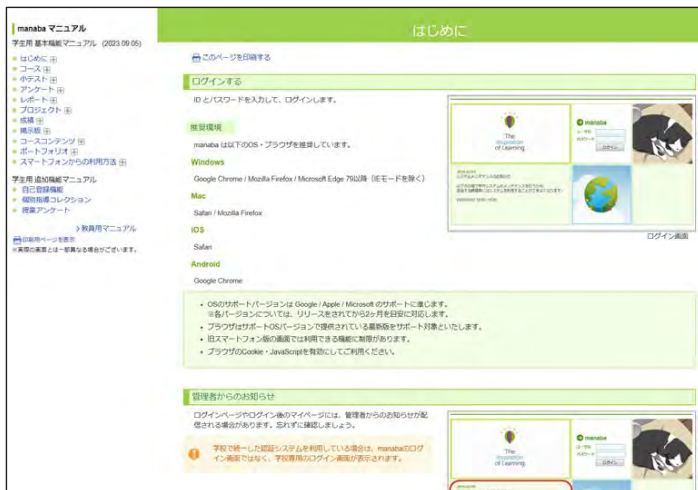 manaba マニュアル
学生用 基本機能マニュアル (2023.09.05)
はじめに
コース
小テスト
アンケート
レポート
プロジェクト
成績
掲示板
コースコンテンツ
ポートフォリオ
スマートフォンからの利用方法
学生用 追加機能マニュアル
自己登録機能
個別指導コレクション
授業アンケート
教員用マニュアル
印刷用ページを表示
※実際の画面とは一部異なる場合がございます。
はじめに
このページを印刷する
ログインする
ID とパスワードを入力して、ログインします。
推奨環境
manaba は以下のOS・ブラウザを推奨しています。
Windows
Google Chrome / Mozilla Firefox / Microsoft Edge 79以降（IEモードを除く）
Mac
Safari / Mozilla Firefox
iOS
Safari
Android
Google Chrome
The
of Learning
manaba
ログイン
ログイン画面
・OSのサポートバージョンは Google / Apple / Microsoft のサポートに準じます。
※各バージョンについては、リリースをされてから2ヶ月を目安に対応します。
・ブラウザはサポートOSバージョンで提供されている最新版をサポート対象といたします。
・旧スマートフォン版の画面では利用できる機能に制限があります。
・ブラウザのCookie・JavaScriptを有効にしてご利用ください。
管理者からのお知らせ
ログインページやログイン後のマイページには、管理者からのお知らせが配
信される場合があります。忘れずに確認しましょう。
学校で統一した認証システムを利用している場合は、manabaのログ
イン画面ではなく、学校専用のログイン画面が表示されます。
The
of Learning
manaba
ログイン